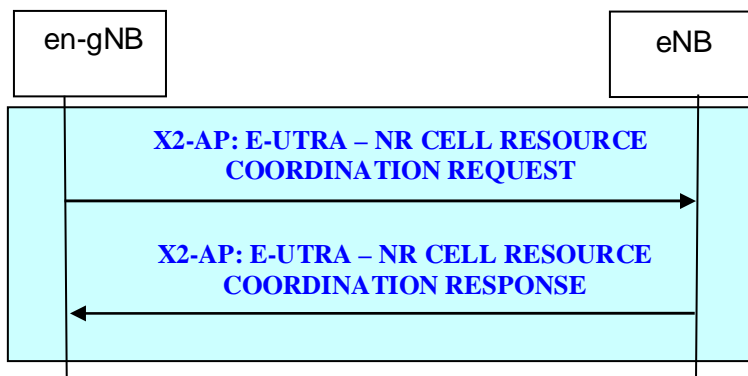 en-gNB
eNB
X2-AP: E-UTRA – NR CELL RESOURCE
COORDINATION REQUEST
X2-AP: E-UTRA – NR CELL RESOURCE
COORDINATION RESPONSE